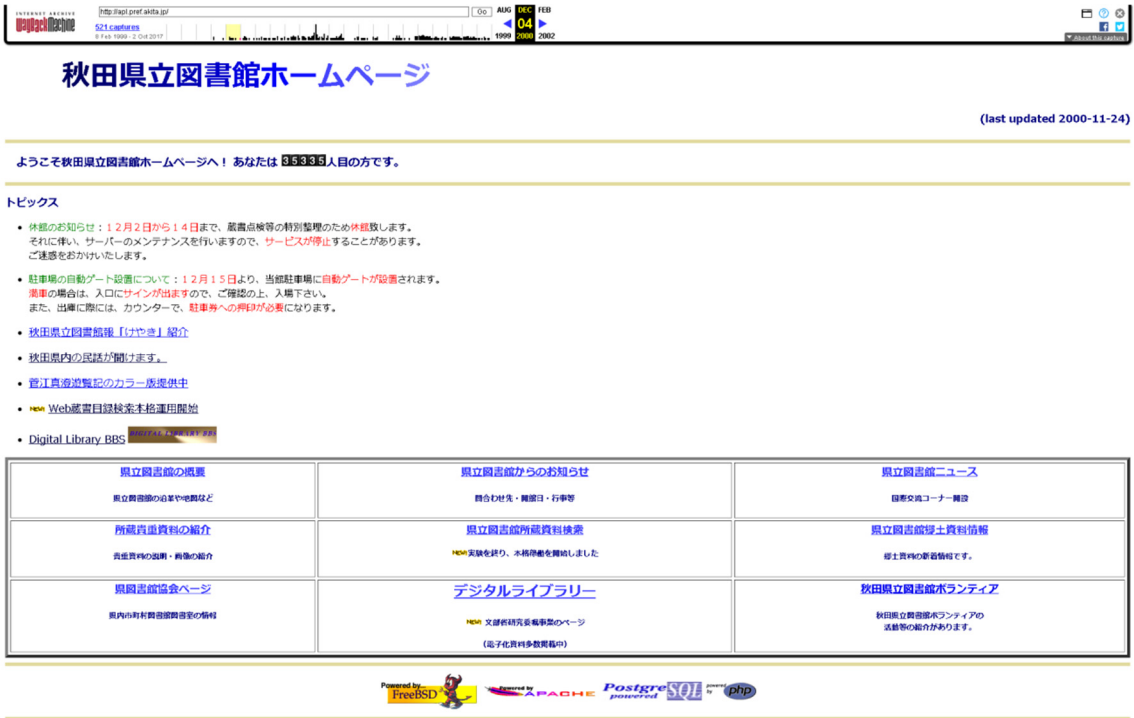 INTERNET ARCHIVE
WayBackMachine
http://apl.pref.akita.jp/
Go
AUG DEC FEB
04
1999 2000 2002
521 captures
8 Feb 1999 - 2 Oct 2017
About this capture
秋田県立図書館ホームページ
(last updated 2000-11-24)
ようこそ秋田県立図書館ホームページへ！ あなたは 35335人目の方です。
トピックス
休館のお知らせ：１２月２日から１４日まで、蔵書点検等の特別整理のため休館致します。
それに伴い、サーバーのメンテナンスを行いますので、サービスが停止することがあります。
ご迷惑をおかけいたします。
駐車場の自動ゲート設置について：１２月１５日より、当館駐車場に自動ゲートが設置されます。
満車の場合は、入口にサインが出ますので、ご確認の上、入場下さい。
また、出庫に際には、カウンターで、駐車券への押印が必要になります。
秋田県立図書館報「けやき」紹介
秋田県内の民話が聞けます。
菅江真澄遊覧記のカラー版提供中
NEW! Web蔵書目録検索本格運用開始
Digital Library BBS DIGITAL LIBRARY BBS
県立図書館の概要 県立図書館からのお知らせ 県立図書館ニュース
県立図書館の沿革や地図など 問合わせ先・開館日・行事等 国際交流コーナー開設
所蔵貴重資料の紹介 県立図書館所蔵資料検索 県立図書館郷土資料情報
貴重資料の説明・画像の紹介 NEW! 実験を終り、本格稼働を開始しました 郷土資料の新着情報です。
県図書館協会ページ デジタルライブラリー 秋田県立図書館ボランティア
県内市町村図書館図書室の情報 NEW! 文部省研究委嘱事業のページ 秋田県立図書館ボランティアの
活動等の紹介があります。
(電子化資料多数掲載中)
Powered by FreeBSD Powered by APACHE PostgreSQL powered powered by php